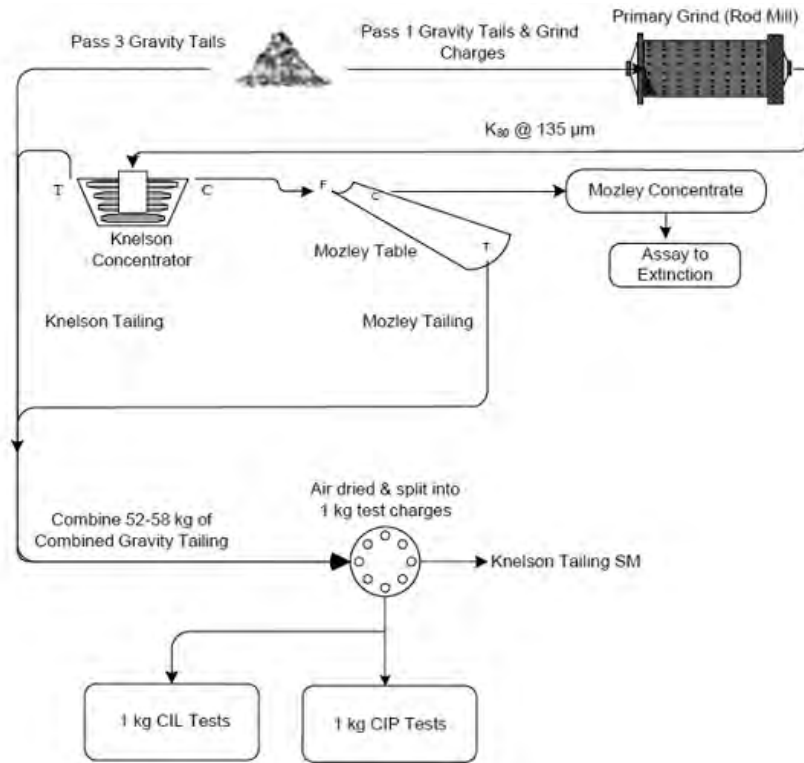 Primary Grind (Rod Mill)
Pass 3 Gravity Tails
Pass 1 Gravity Tails & Grind
Charges
K80 @ 135 µm
T
C
F
C
T
Knelson
Concentrator
Mozley Table
Mozley Concentrate
Assay to
Extinction
Knelson Tailing
Mozley Tailing
Air dried & split into
1 kg test charges
Combine 52-58 kg of
Combined Gravity Tailing
Knelson Tailing SM
1 kg CIL Tests
1 kg CIP Tests